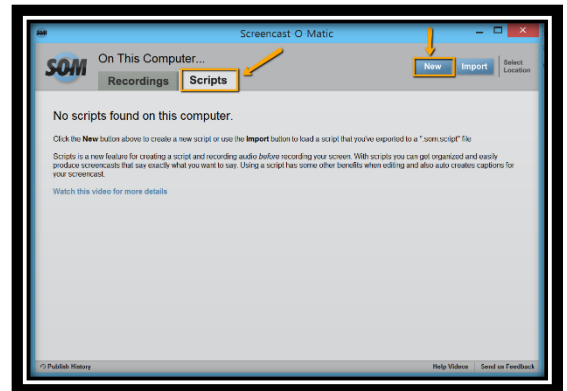 Screencast O Matic
SOM
On This Computer...
Recordings
Scripts
New
Import
Select
Location
No scripts found on this computer.
Click the New button above to create a new script or use the Import button to load a script that you've exported to a ".som.script" file
Scripts is a new feature for creating a script and recording audio before recording your screen. With scripts you can get organized and easily
produce screencasts that say exactly what you want to say. Using a script has some other benefits when editing and also auto creates captions for
your screencast.
Watch this video for more details
Publish History
Help Videos
Send us Feedback